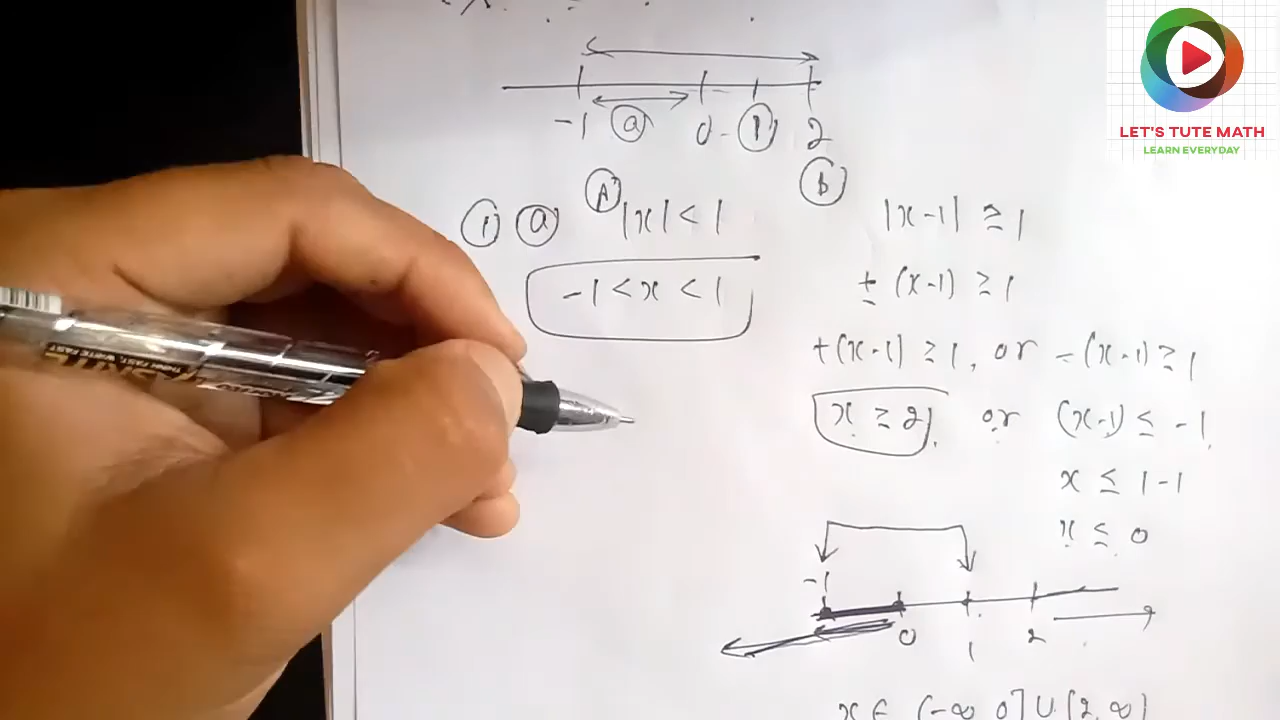 LET'S TUTE MATH
LEARN EVERYDAY
-1 a 0 1 2
b
1 a A |x| < 1
-1 < x < 1
|x-1| ≥ 1
± (x-1) ≥ 1
+(x-1) ≥ 1, or -(x-1) ≥ 1
x ≥ 2, or (x-1) ≤ -1
x ≤ 1-1
x ≤ 0
-1
0 1 2
x ∈ (-∞, 0] ∪ [2, ∞)